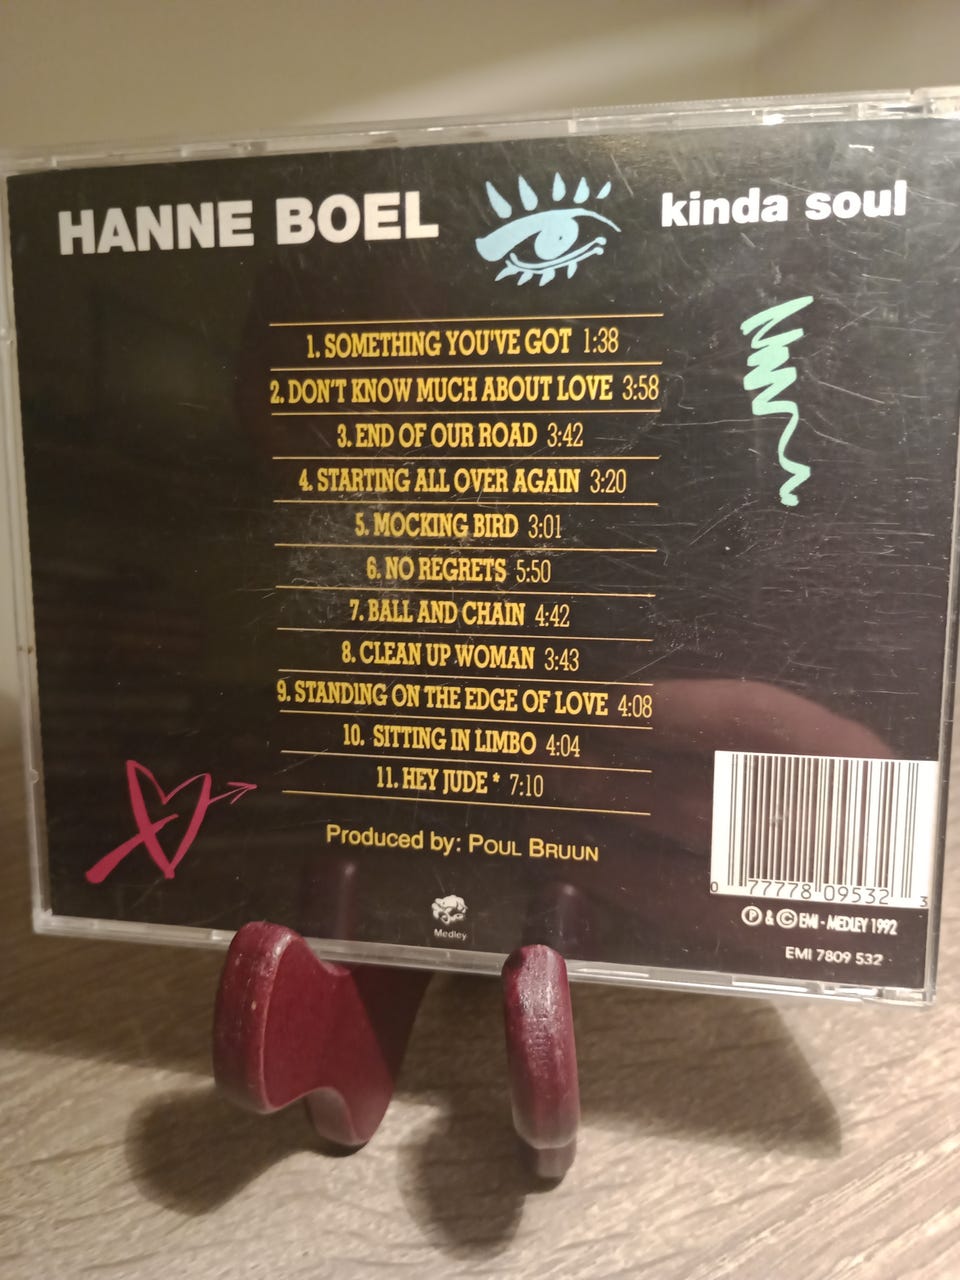 HANNE BOEL
kinda soul
1. SOMETHING YOU'VE GOT 1:38
2. DON'T KNOW MUCH ABOUT LOVE 3:58
3. END OF OUR ROAD 3:42
4. STARTING ALL OVER AGAIN 3:20
5. MOCKING BIRD 3:01
6. NO REGRETS 5:50
7. BALL AND CHAIN 4:42
8. CLEAN UP WOMAN 3:43
9. STANDING ON THE EDGE OF LOVE 4:08
10. SITTING IN LIMBO 4:04
11. HEY JUDE * 7:10
Produced by: POUL BRUUN
Medley
0 77778 09532 3
Ⓟ & © EMI - MEDLEY 1992
EMI 7809 532